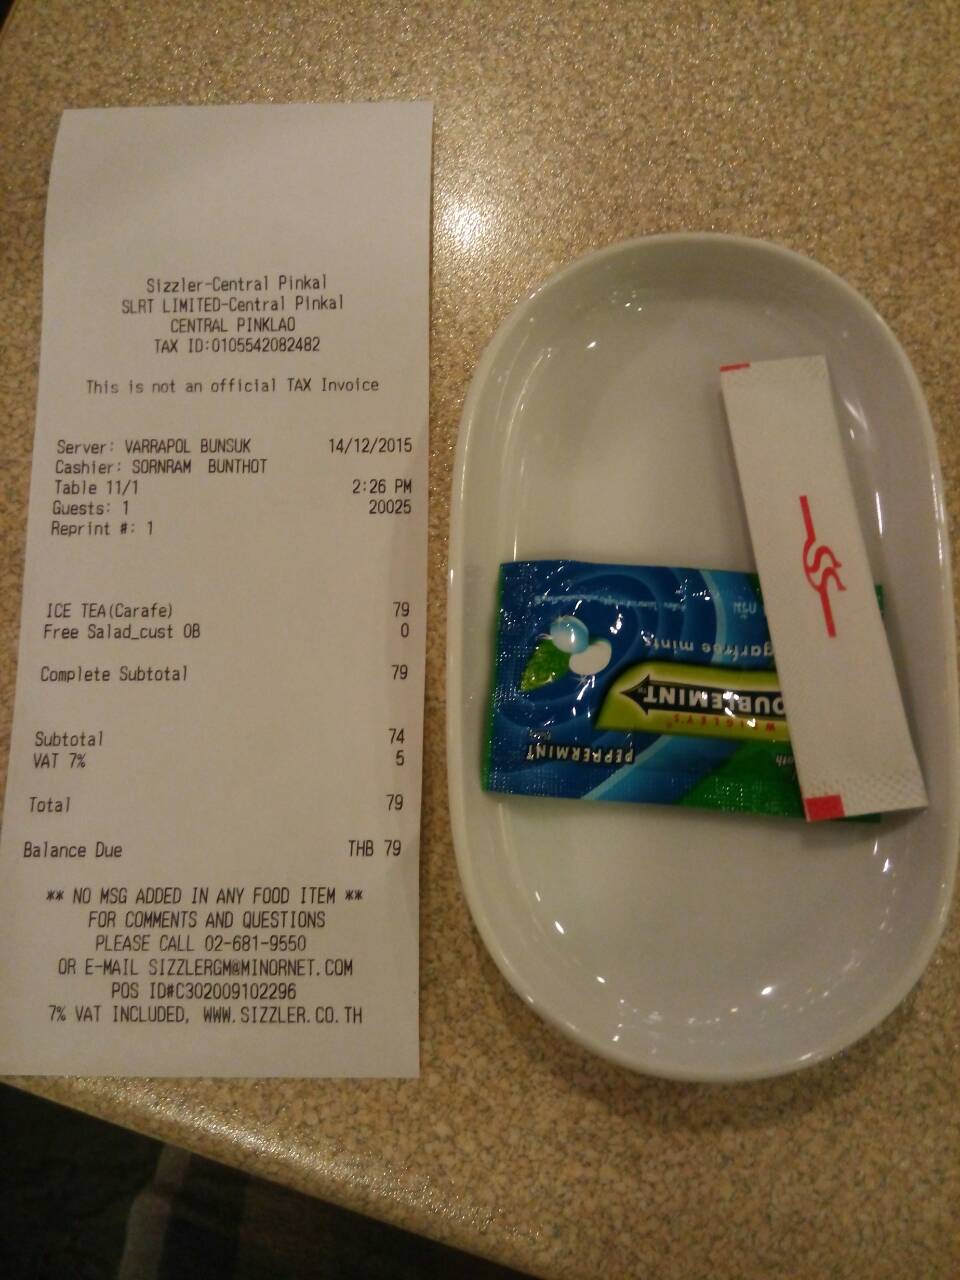 Sizzler-Central Pinkal
SLRT LIMITED-Central Pinkal
CENTRAL PINKLAO
TAX ID:0105542082482
This is not an official TAX Invoice
Server: VARRAPOL BUNSUK 14/12/2015
Cashier: SORNRAM BUNTHOT
Table 11/1 2:26 PM
Guests: 1 20025
Reprint #: 1
ICE TEA(Carafe) 79
Free Salad_cust OB 0
Complete Subtotal 79
Subtotal 74
VAT 7% 5
Total 79
Balance Due THB 79
** NO MSG ADDED IN ANY FOOD ITEM **
FOR COMMENTS AND QUESTIONS
PLEASE CALL 02-681-9550
OR E-MAIL SIZZLERGM@MINORNET.COM
POS ID#C302009102296
7% VAT INCLUDED, WWW.SIZZLER.CO.TH
PEPPERMINT
WRIGLEY'S
OUBLEMINT
garfree mints